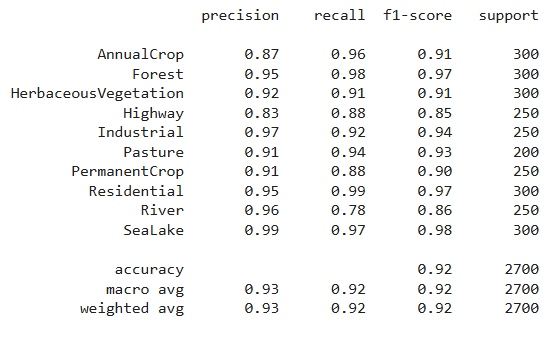 precision recall f1-score support
AnnualCrop 0.87 0.96 0.91 300
Forest 0.95 0.98 0.97 300
HerbaceousVegetation 0.92 0.91 0.91 300
Highway 0.83 0.88 0.85 250
Industrial 0.97 0.92 0.94 250
Pasture 0.91 0.94 0.93 200
PermanentCrop 0.91 0.88 0.90 250
Residential 0.95 0.99 0.97 300
River 0.96 0.78 0.86 250
SeaLake 0.99 0.97 0.98 300
accuracy 0.92 2700
macro avg 0.93 0.92 0.92 2700
weighted avg 0.93 0.92 0.92 2700